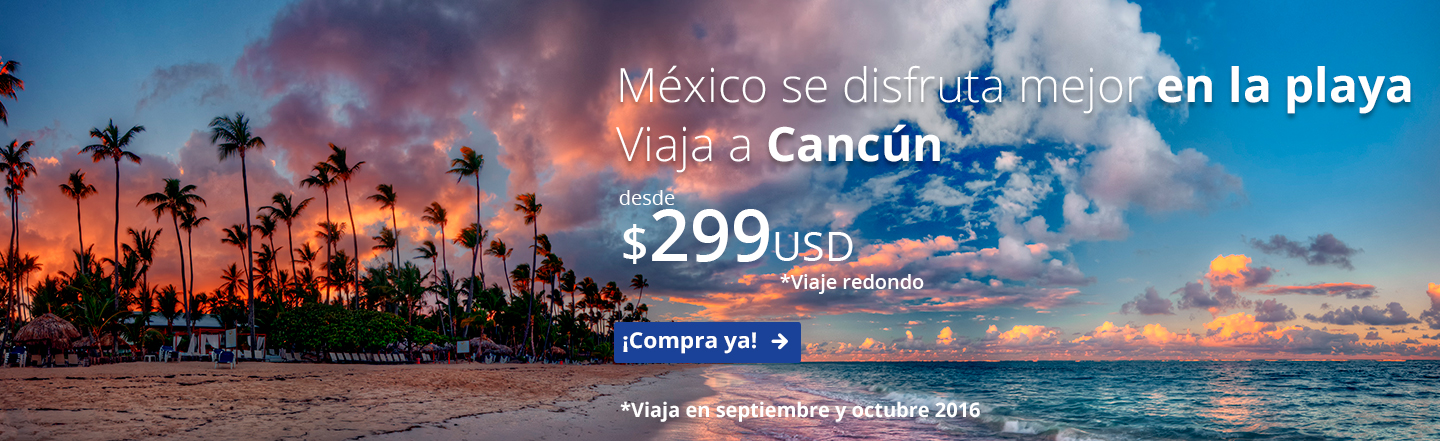 México se disfruta mejor en la playa
Viaja a Cancún
desde
$299USD
*Viaje redondo
¡Compra ya! →
*Viaja en septiembre y octubre 2016